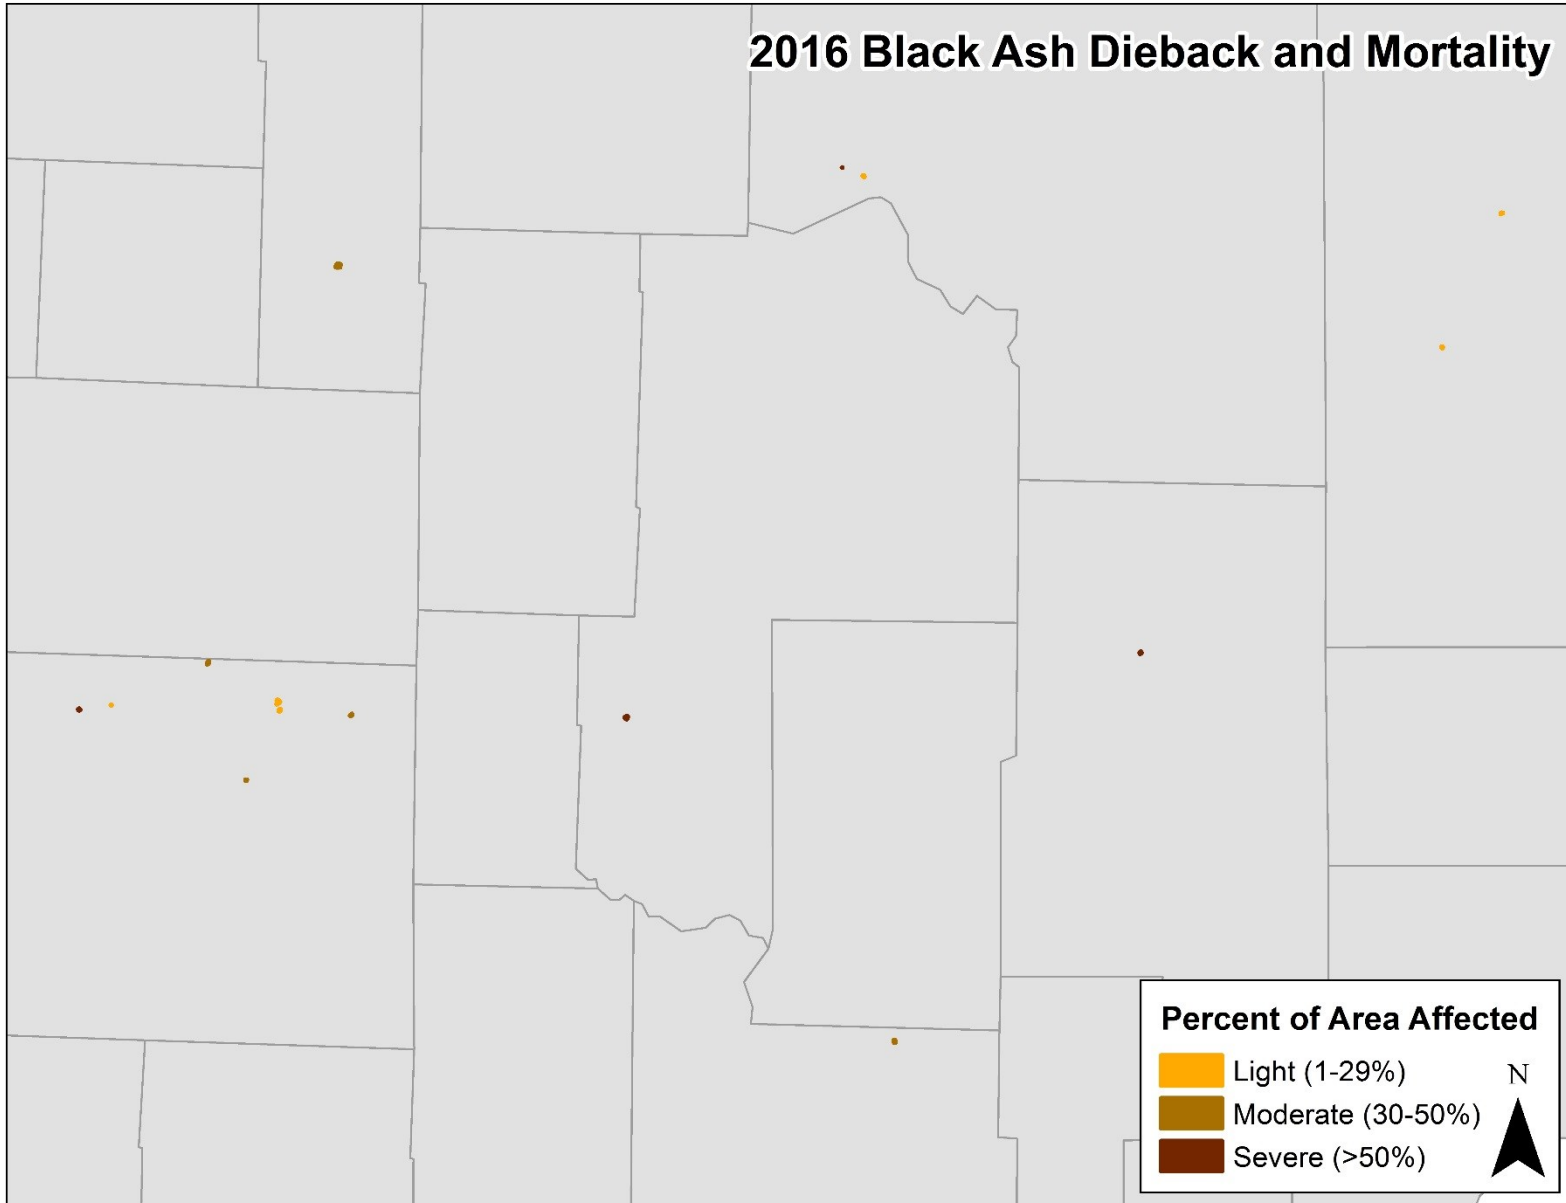 2016 Black Ash Dieback and Mortality
Percent of Area Affected
Light (1-29%)
N
Moderate (30-50%)
Severe (>50%)